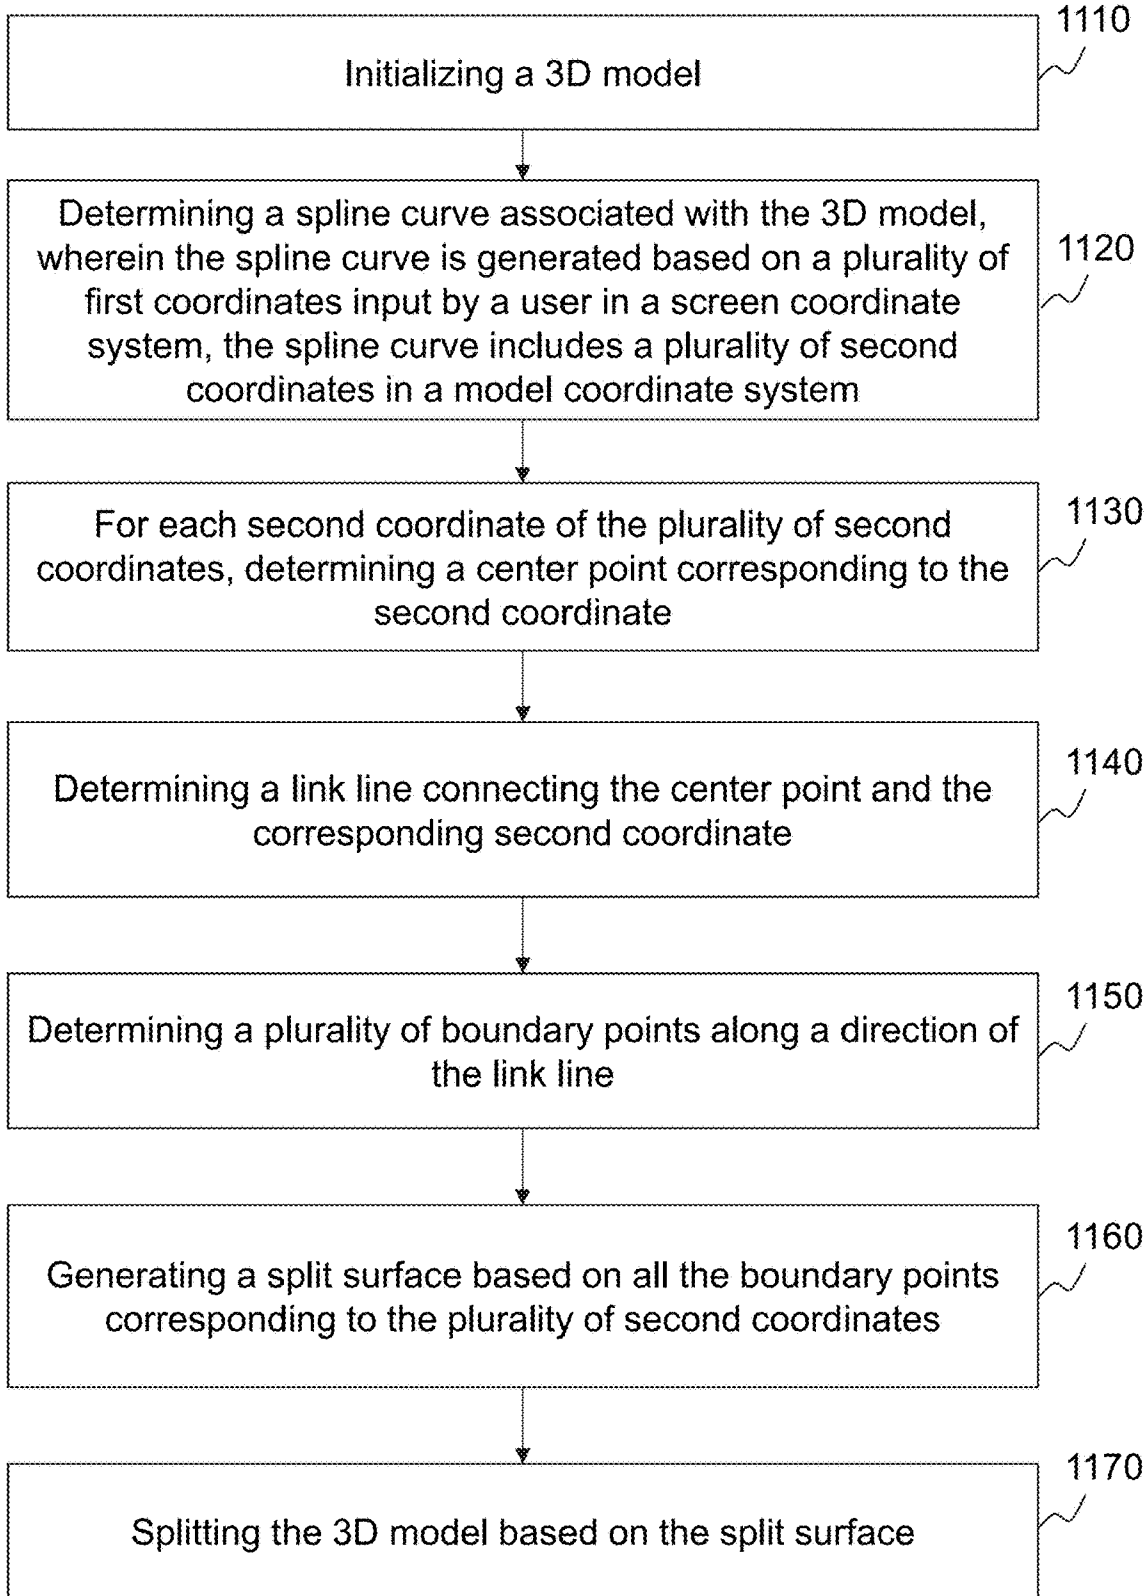 1110
Initializing a 3D model
Determining a spline curve associated with the 3D model,
wherein the spline curve is generated based on a plurality of
first coordinates input by a user in a screen coordinate
system, the spline curve includes a plurality of second
coordinates in a model coordinate system
1120
For each second coordinate of the plurality of second
coordinates, determining a center point corresponding to the
second coordinate
1130
Determining a link line connecting the center point and the
corresponding second coordinate
1140
Determining a plurality of boundary points along a direction of
the link line
1150
Generating a split surface based on all the boundary points
corresponding to the plurality of second coordinates
1160
Splitting the 3D model based on the split surface
1170